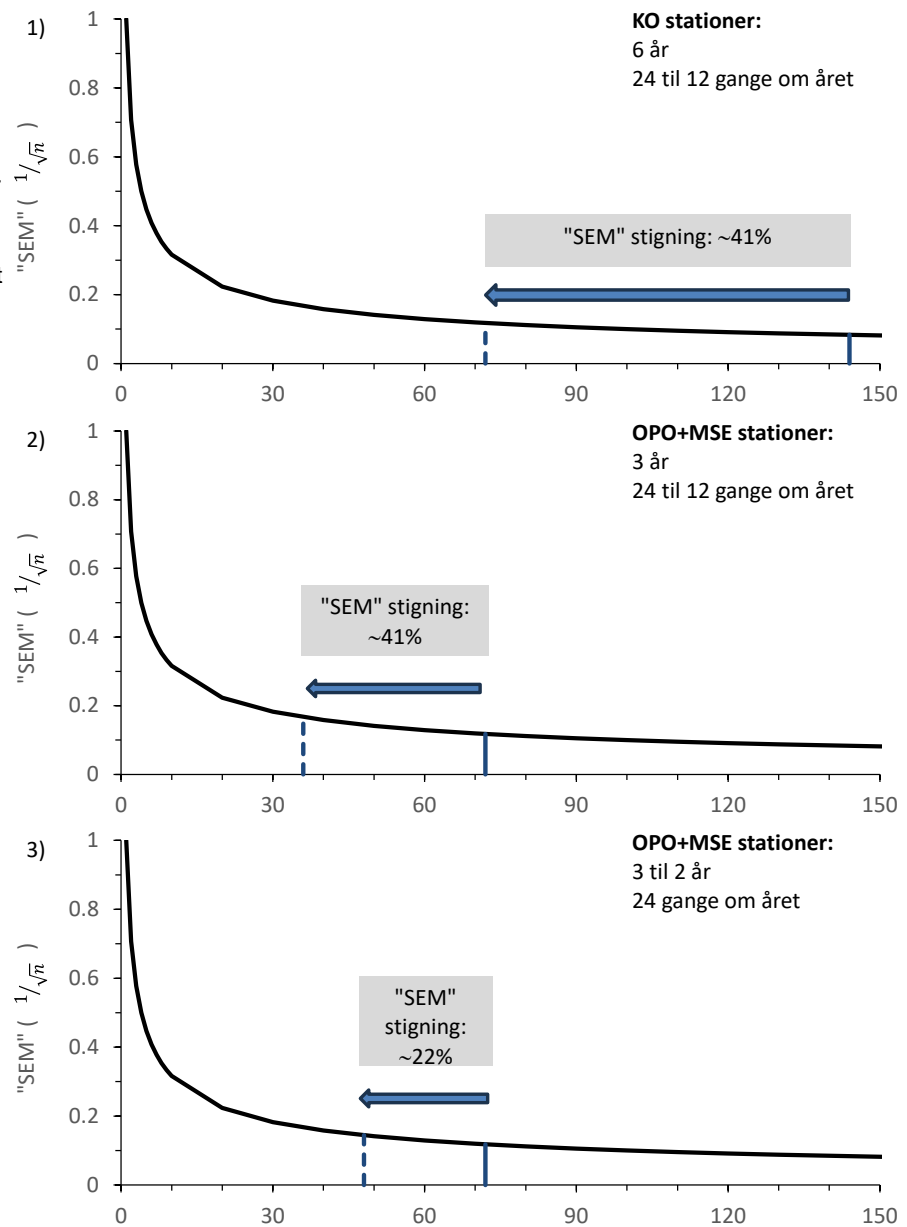 1)
KO stationer:
6 år
24 til 12 gange om året
1
0.8
0.6
0.4
0.2
0
"SEM" ( 1/√n )
"SEM" stigning: ~41%
0 30 60 90 120 150
2)
OPO+MSE stationer:
3 år
24 til 12 gange om året
1
0.8
0.6
0.4
0.2
0
"SEM" ( 1/√n )
"SEM" stigning:
~41%
0 30 60 90 120 150
3)
OPO+MSE stationer:
3 til 2 år
24 gange om året
1
0.8
0.6
0.4
0.2
0
"SEM" ( 1/√n )
"SEM"
stigning:
~22%
0 30 60 90 120 150